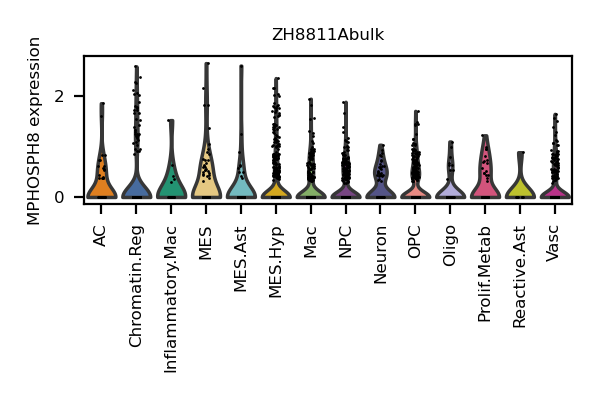 ZH8811Abulk
MPHOSPH8 expression
2
0
AC
Chromatin.Reg
Inflammatory.Mac
MES
MES.Ast
MES.Hyp
Mac
NPC
Neuron
OPC
Oligo
Prolif.Metab
Reactive.Ast
Vasc